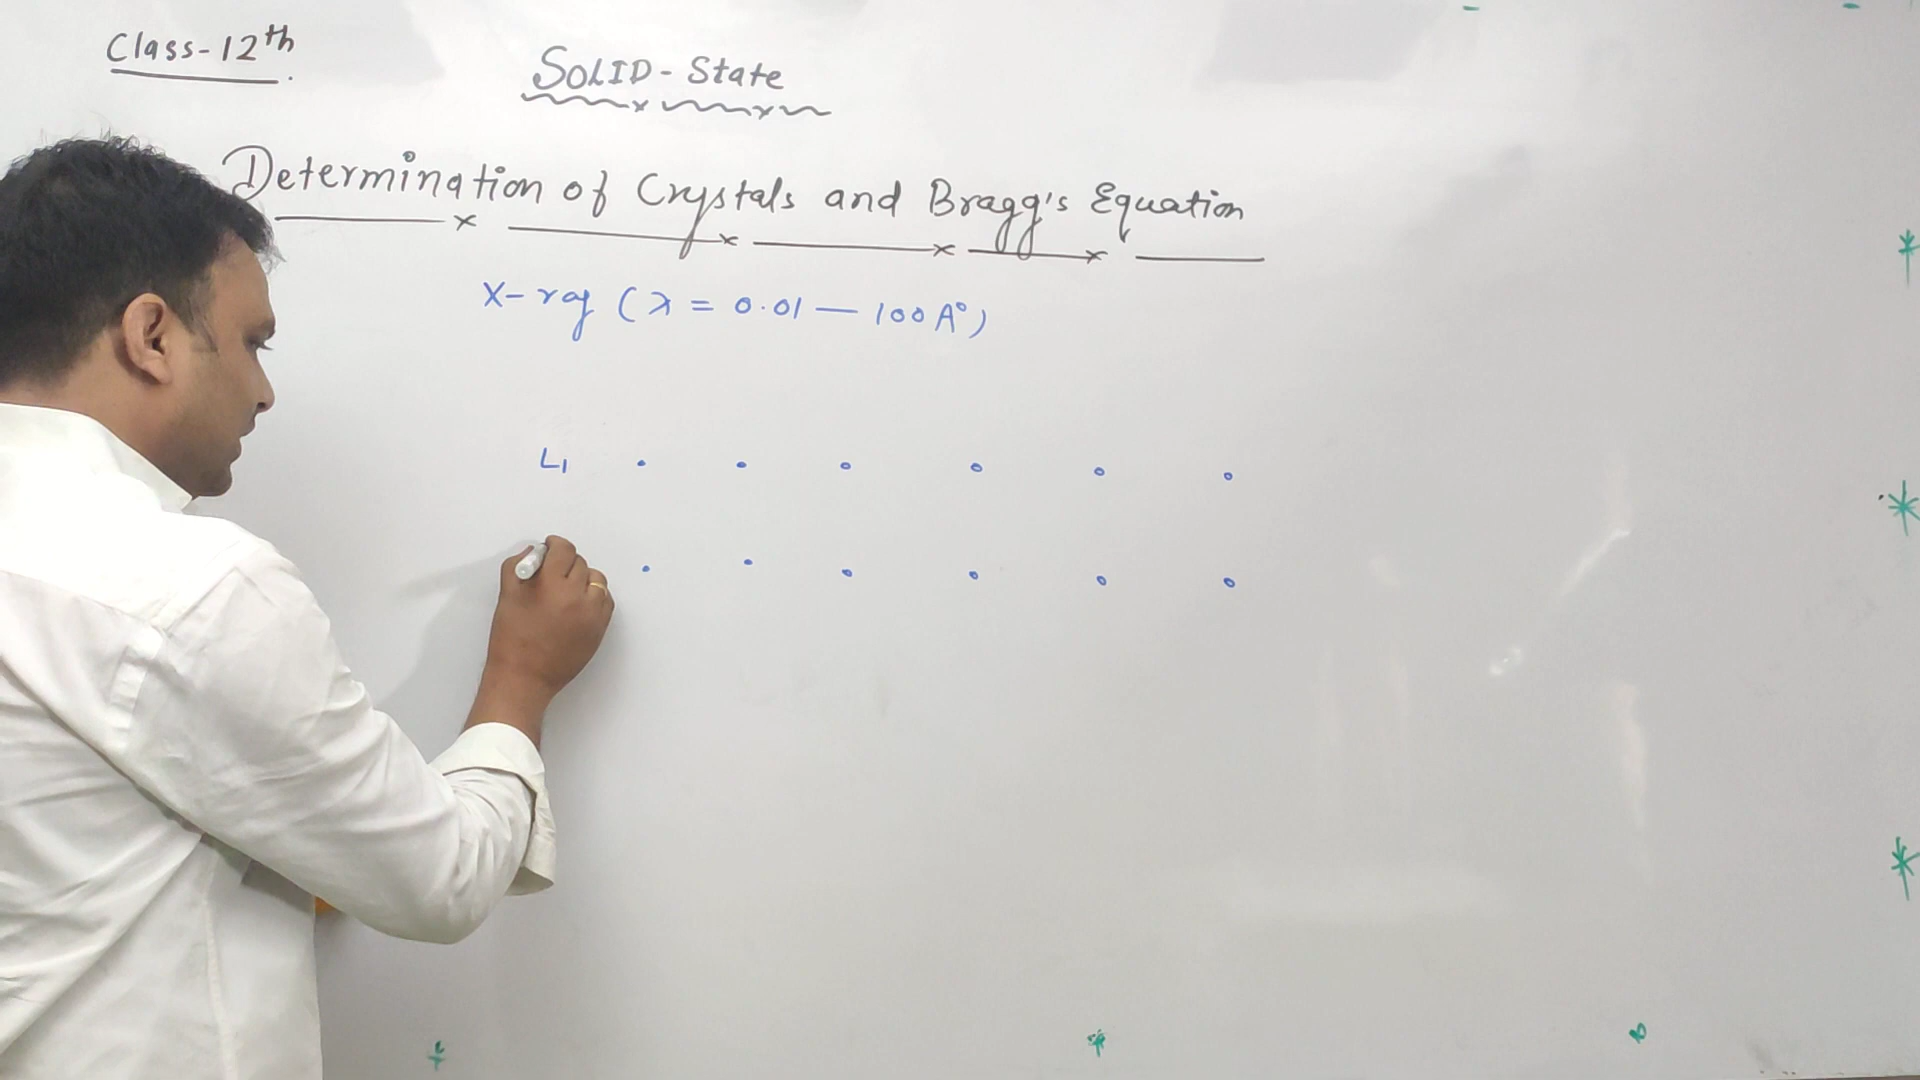 Class-12th
SOLID-State
Determination of Crystals and Bragg's Equation
X-ray (λ = 0.01 — 100 A°)
L1